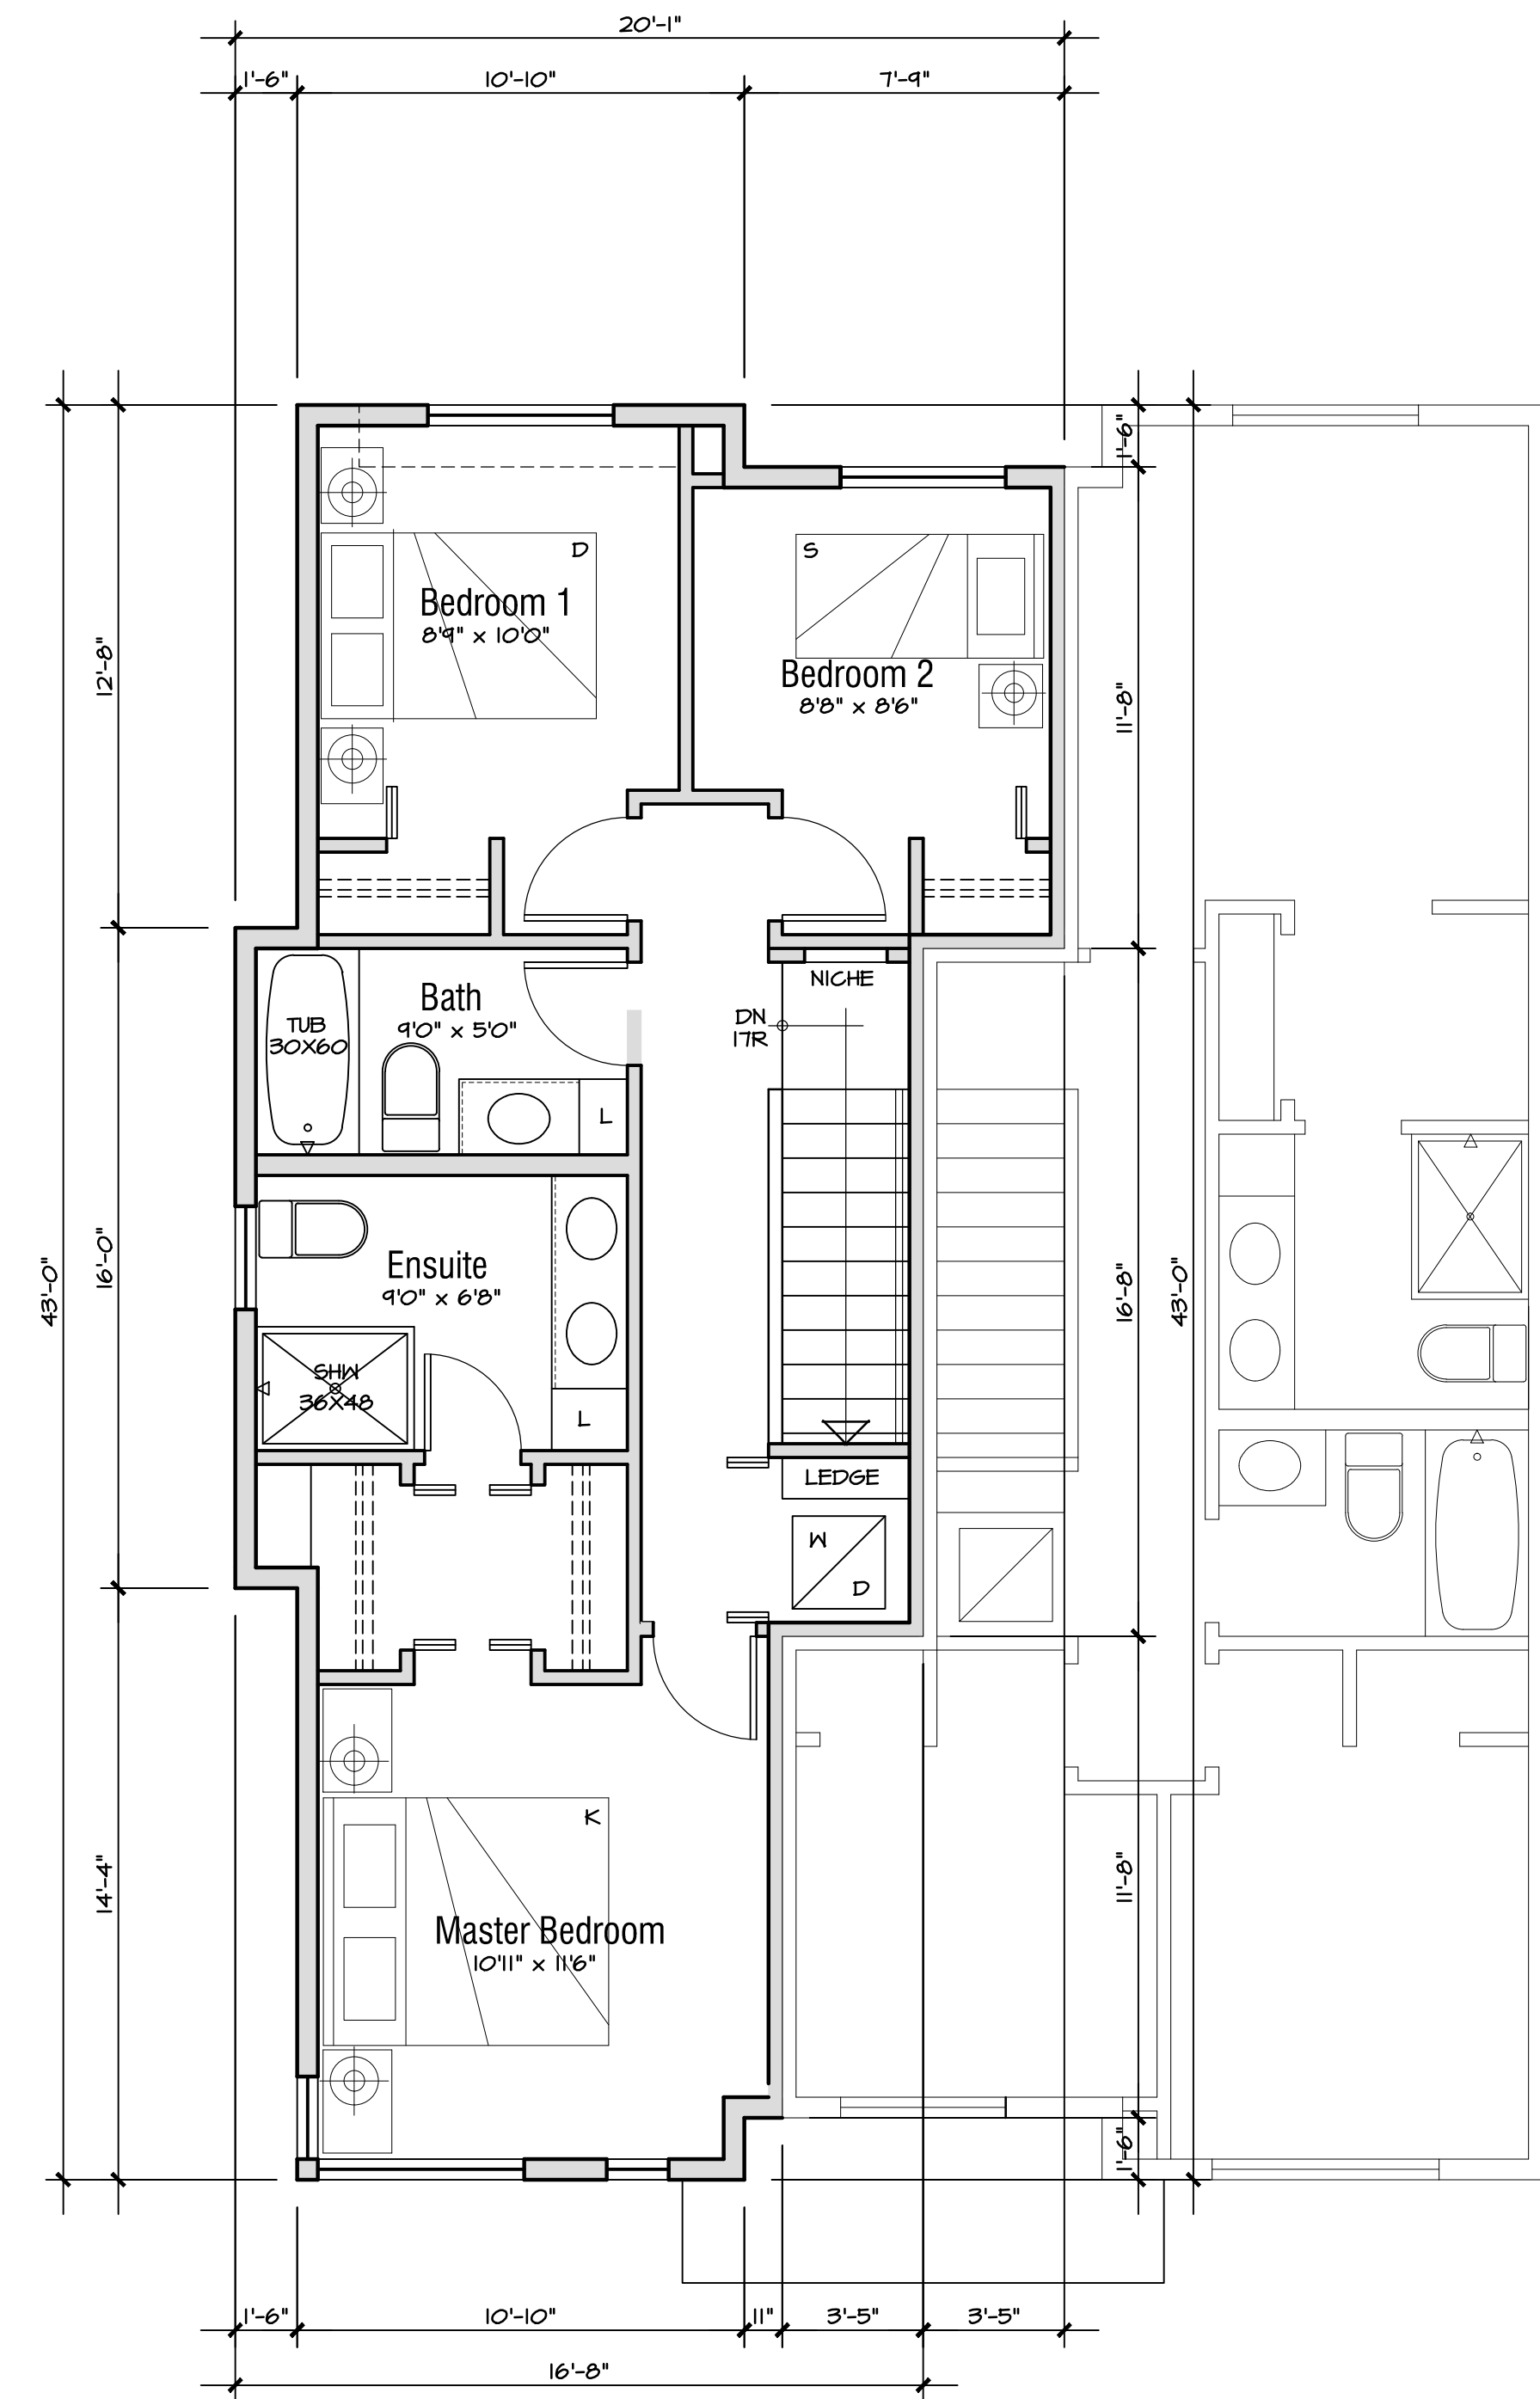 20'-1"
1'-6" 10'-10" 7'-9"
1'-6"
D
S
Bedroom 1
8'9" x 10'0"
Bedroom 2
8'8" x 8'6"
12'-8"
11'-8"
NICHE
Bath
9'0" x 5'0"
TUB
30X60
DN
17R
L
43'-0"
16'-0"
Ensuite
9'0" x 6'8"
16'-8"
43'-0"
SHW
36X48
L
LEDGE
W
D
K
14'-4"
11'-8"
Master Bedroom
10'11" x 11'6"
1'-6"
1'-6" 10'-10" 11" 3'-5" 3'-5"
16'-8"